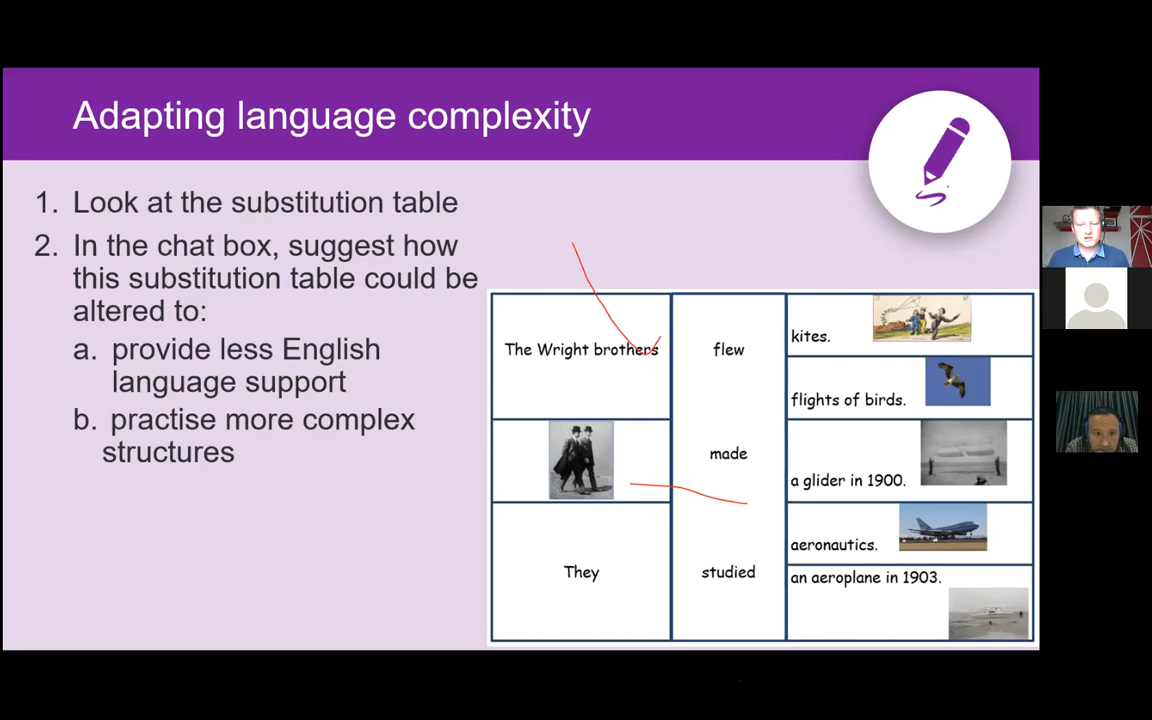 Adapting language complexity
1. Look at the substitution table
2. In the chat box, suggest how
this substitution table could be
altered to:
a. provide less English
language support
b. practise more complex
structures
The Wright brothers
They
flew
made
studied
kites.
flights of birds.
a glider in 1900.
aeronautics.
an aeroplane in 1903.